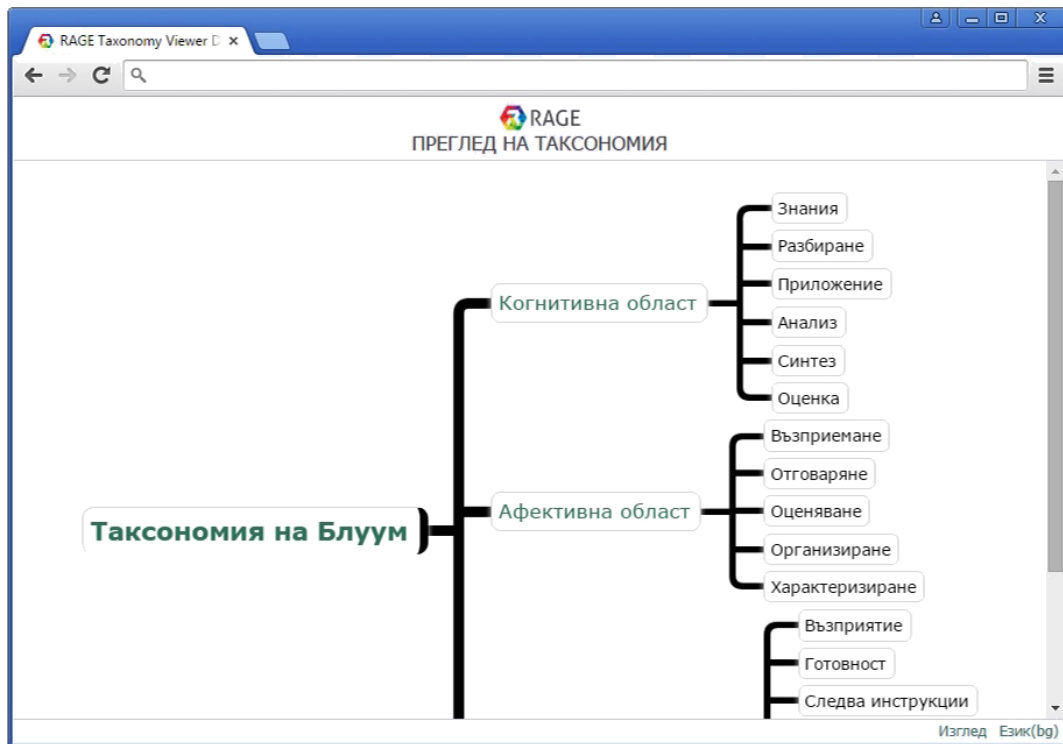 RAGE Taxonomy Viewer D
RAGE
ПРЕГЛЕД НА ТАКСОНОМИЯ
Знания
Разбиране
Приложение
Когнитивна област
Анализ
Синтез
Оценка
Възприемане
Отговаряне
Афективна област
Оценяване
Таксономия на Блуум
Организиране
Характеризиране
Възприятие
Готовност
Следва инструкции
Изглед Език(bg)